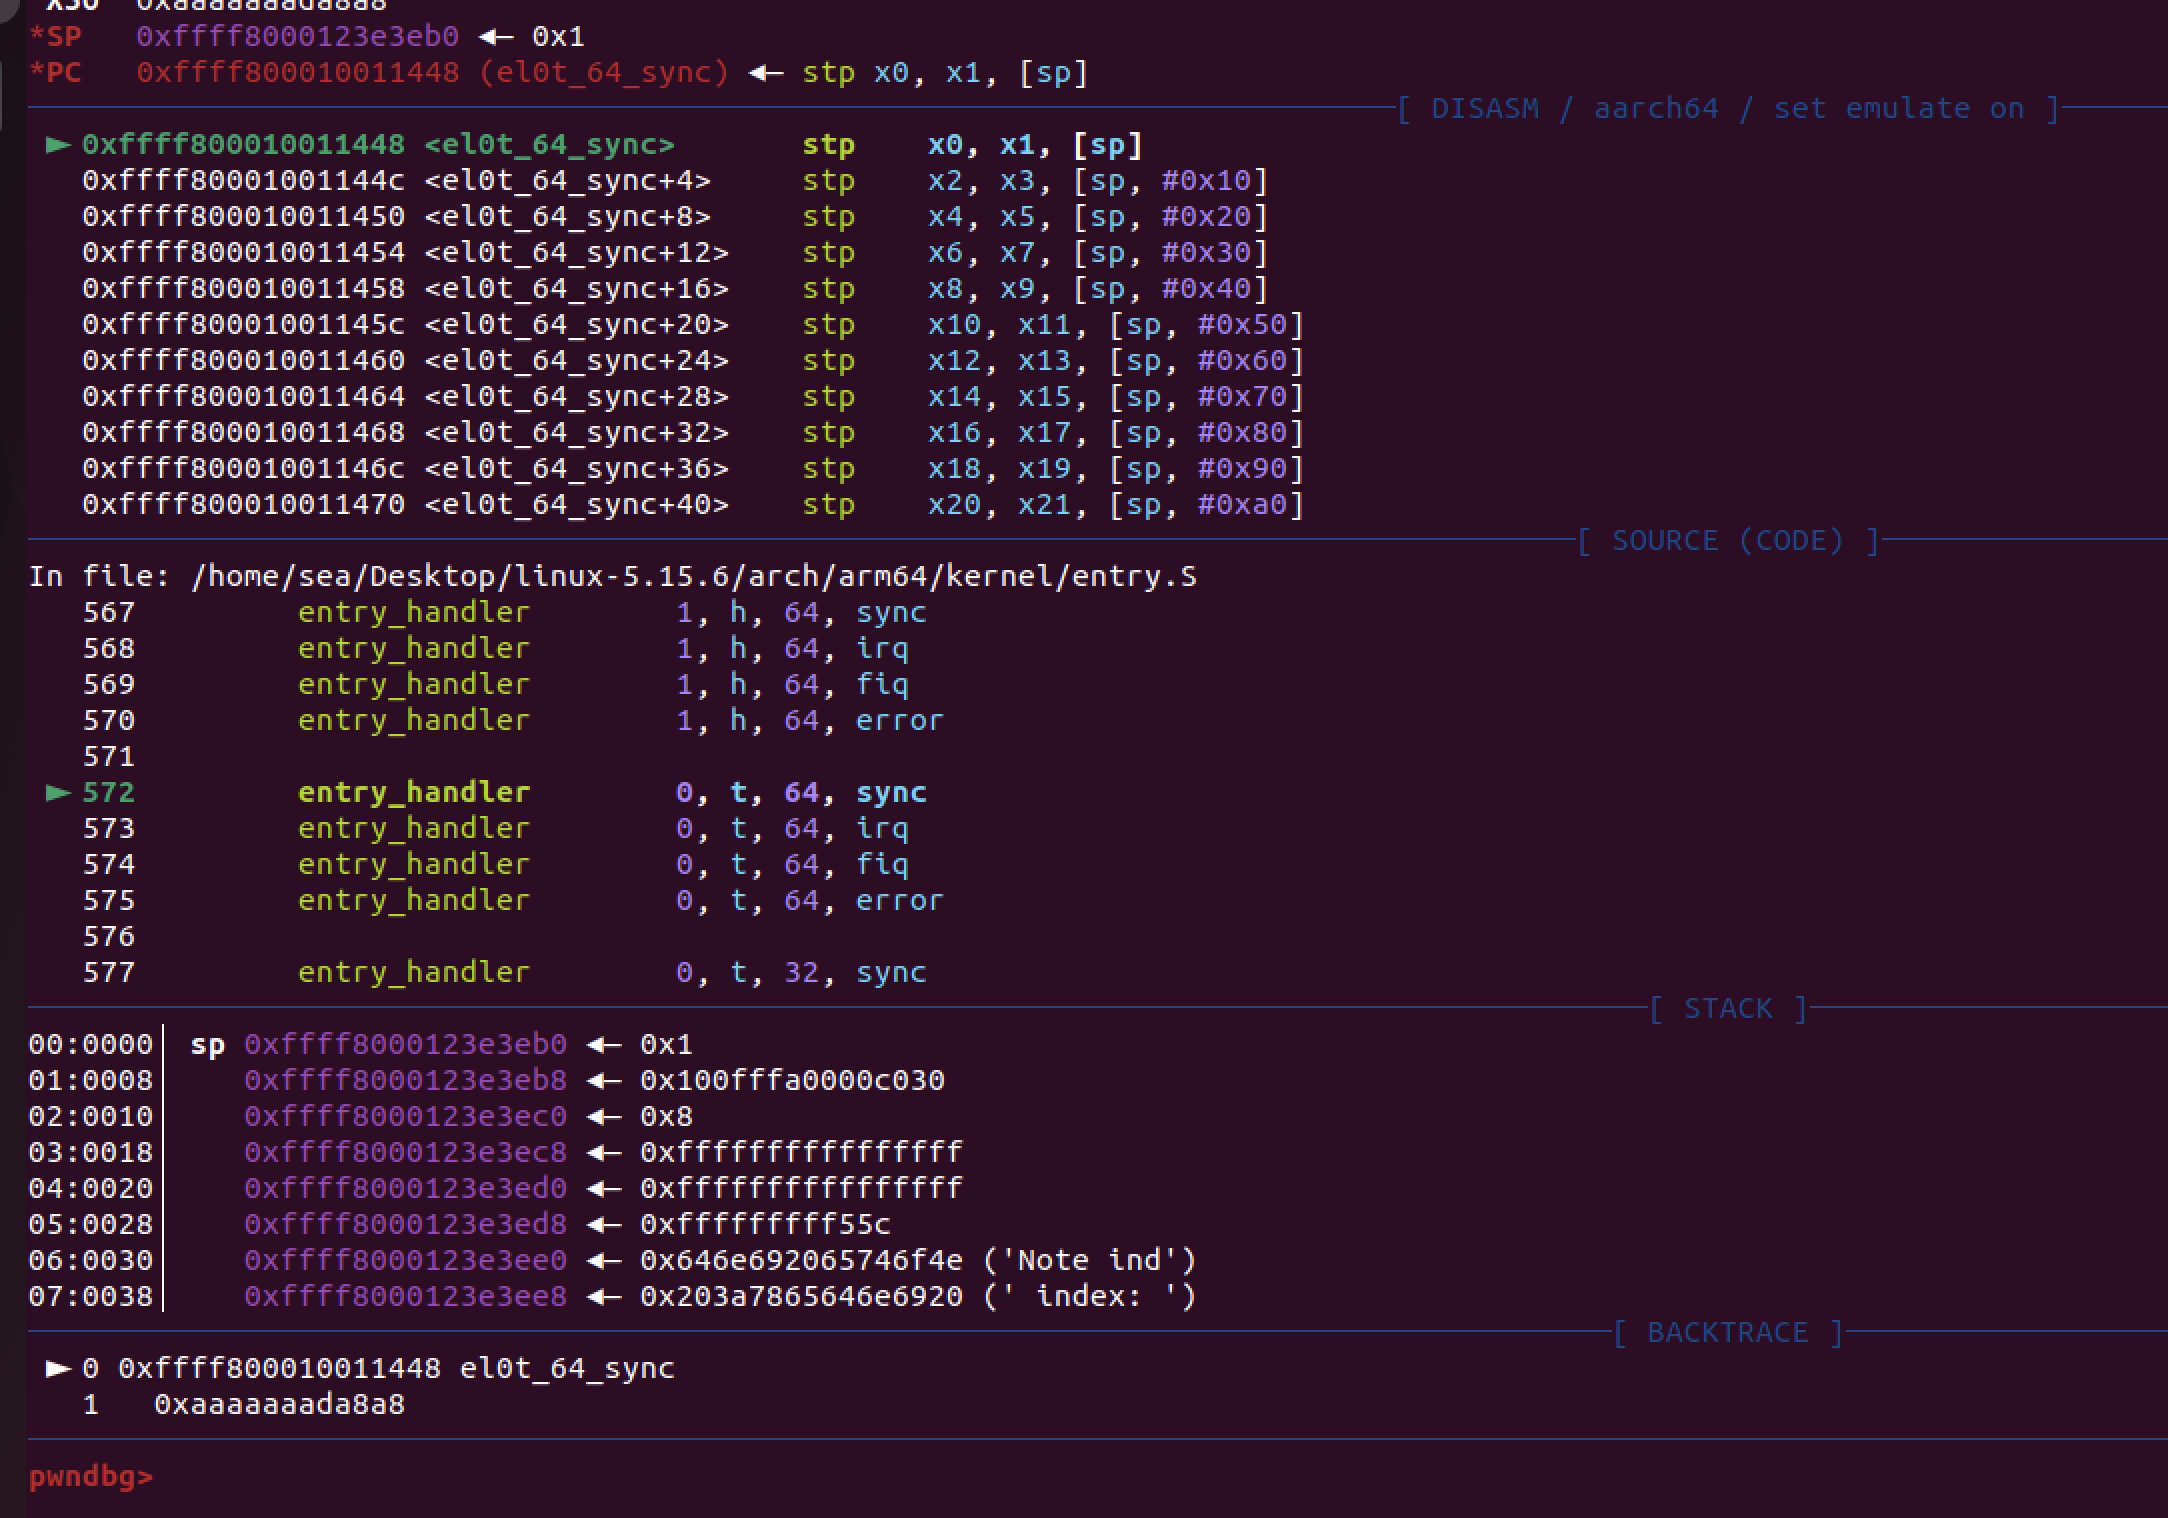 X30  0xaaaaaaada8a8
*SP   0xffff8000123e3eb0 ◄— 0x1
*PC   0xffff800010011448 (el0t_64_sync) ◄— stp x0, x1, [sp]
[ DISASM / aarch64 / set emulate on ]
► 0xffff800010011448 <el0t_64_sync>       stp    x0, x1, [sp]
0xffff80001001144c <el0t_64_sync+4>     stp    x2, x3, [sp, #0x10]
0xffff800010011450 <el0t_64_sync+8>     stp    x4, x5, [sp, #0x20]
0xffff800010011454 <el0t_64_sync+12>    stp    x6, x7, [sp, #0x30]
0xffff800010011458 <el0t_64_sync+16>    stp    x8, x9, [sp, #0x40]
0xffff80001001145c <el0t_64_sync+20>    stp    x10, x11, [sp, #0x50]
0xffff800010011460 <el0t_64_sync+24>    stp    x12, x13, [sp, #0x60]
0xffff800010011464 <el0t_64_sync+28>    stp    x14, x15, [sp, #0x70]
0xffff800010011468 <el0t_64_sync+32>    stp    x16, x17, [sp, #0x80]
0xffff80001001146c <el0t_64_sync+36>    stp    x18, x19, [sp, #0x90]
0xffff800010011470 <el0t_64_sync+40>    stp    x20, x21, [sp, #0xa0]
[ SOURCE (CODE) ]
In file: /home/sea/Desktop/linux-5.15.6/arch/arm64/kernel/entry.S
567         entry_handler        1, h, 64, sync
568         entry_handler        1, h, 64, irq
569         entry_handler        1, h, 64, fiq
570         entry_handler        1, h, 64, error
571
► 572         entry_handler        0, t, 64, sync
573         entry_handler        0, t, 64, irq
574         entry_handler        0, t, 64, fiq
575         entry_handler        0, t, 64, error
576
577         entry_handler        0, t, 32, sync
[ STACK ]
00:0000│ sp 0xffff8000123e3eb0 ◄— 0x1
01:0008│    0xffff8000123e3eb8 ◄— 0x100fffa0000c030
02:0010│    0xffff8000123e3ec0 ◄— 0x8
03:0018│    0xffff8000123e3ec8 ◄— 0xffffffffffffffff
04:0020│    0xffff8000123e3ed0 ◄— 0xffffffffffffffff
05:0028│    0xffff8000123e3ed8 ◄— 0xfffffffff55c
06:0030│    0xffff8000123e3ee0 ◄— 0x646e692065746f4e ('Note ind')
07:0038│    0xffff8000123e3ee8 ◄— 0x203a7865646e6920 (' index: ')
[ BACKTRACE ]
► 0 0xffff800010011448 el0t_64_sync
1   0xaaaaaaada8a8
pwndbg>